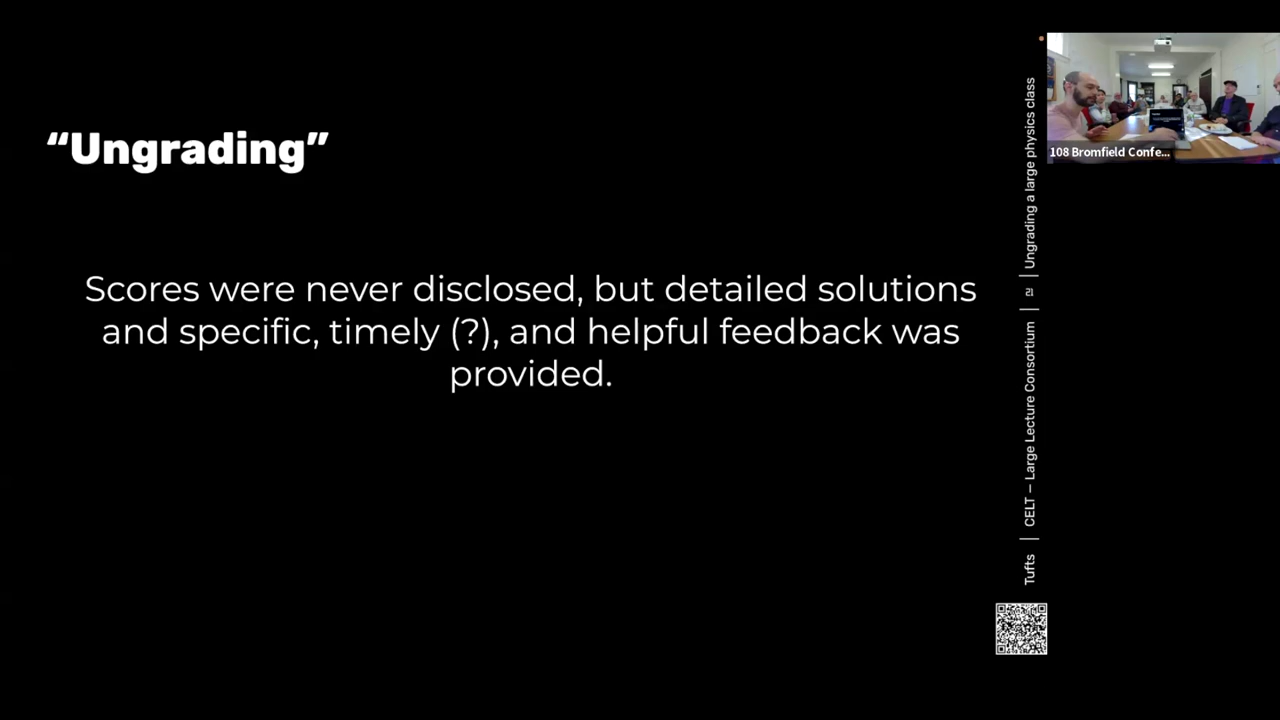 “Ungrading”
Scores were never disclosed, but detailed solutions
and specific, timely (?), and helpful feedback was
provided.
Tufts | CELT – Large Lecture Consortium | 21 | Ungrading a large physics class
108 Bromfield Confe...